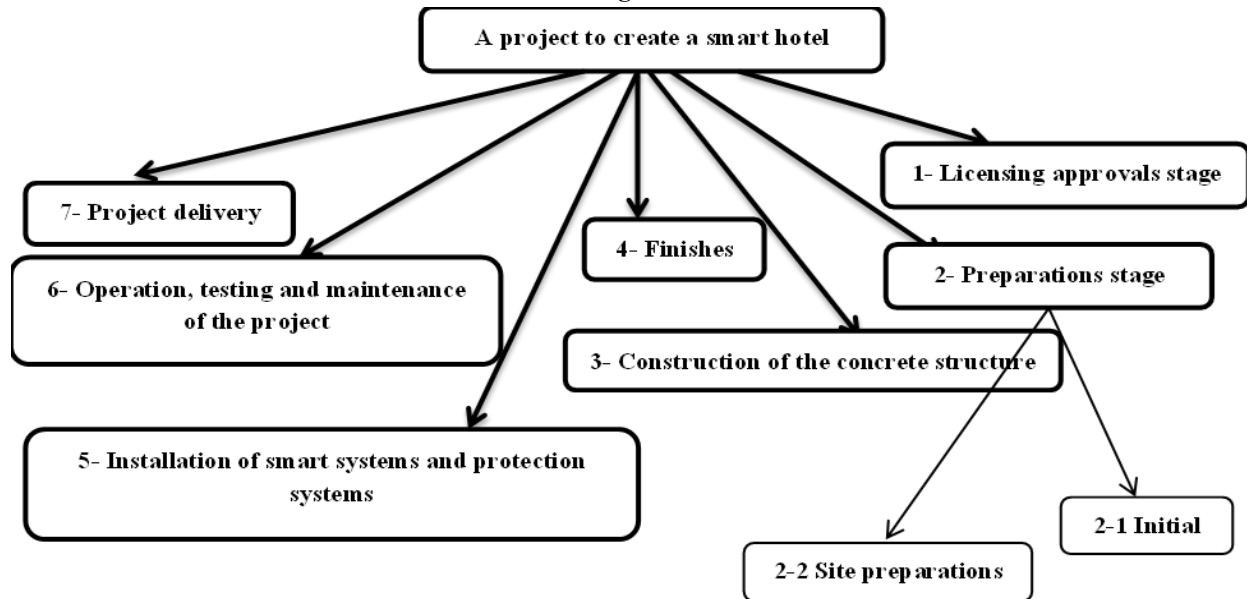 A project to create a smart hotel
1- Licensing approvals stage
7- Project delivery
4- Finishes
2- Preparations stage
6- Operation, testing and maintenance
of the project
3- Construction of the concrete structure
5- Installation of smart systems and protection
systems
2-1 Initial
2-2 Site preparations